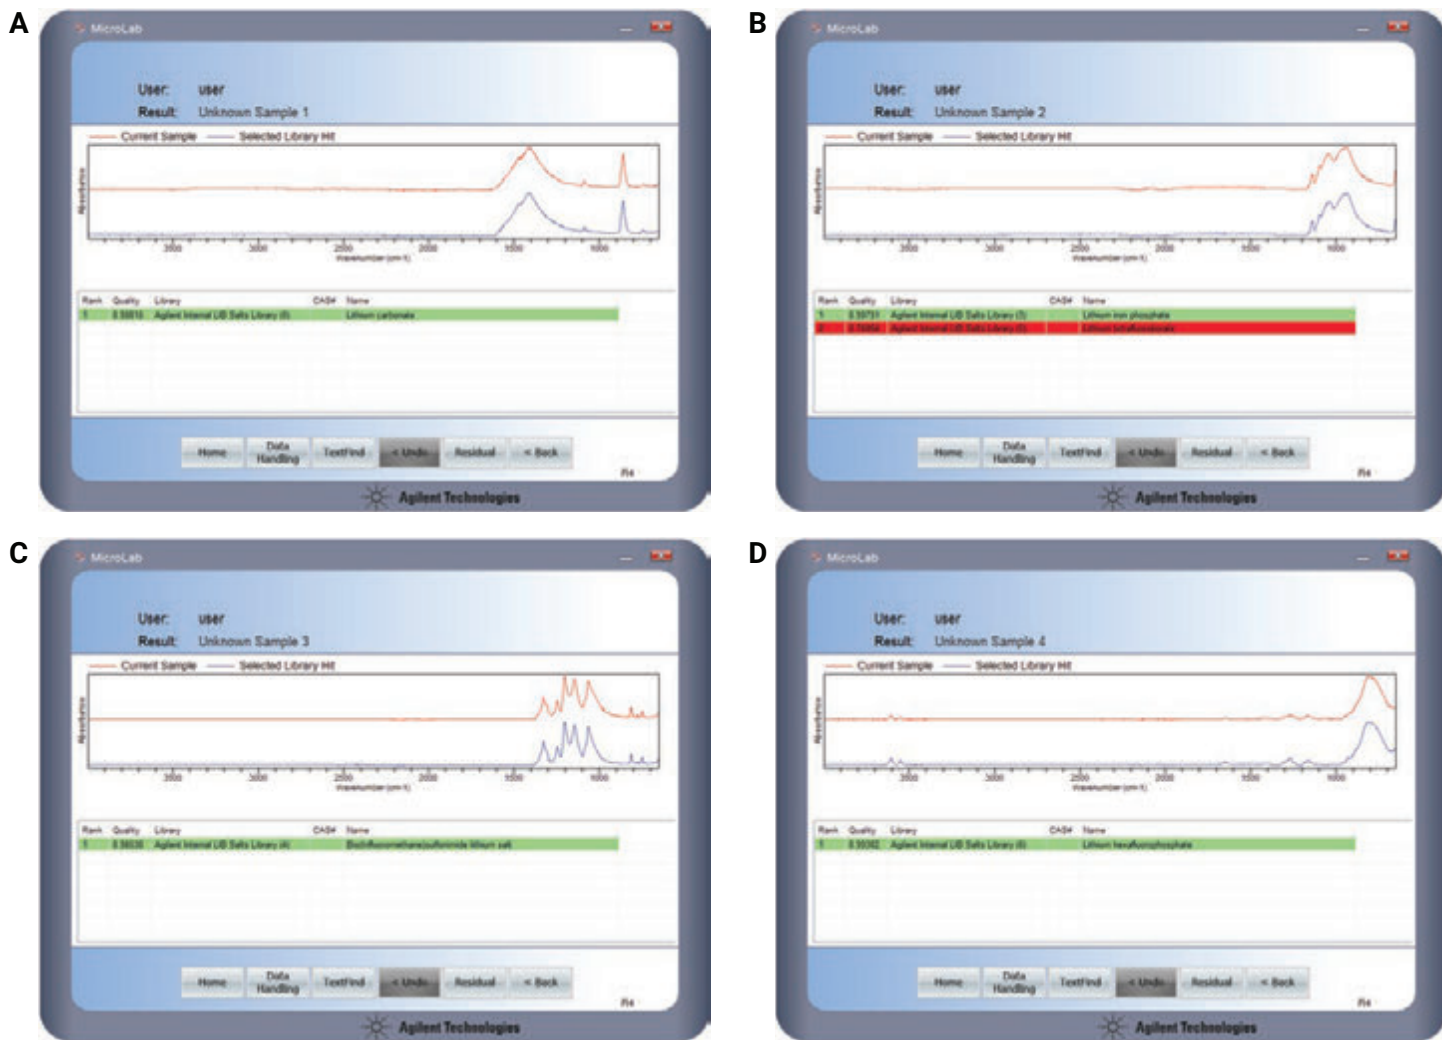 A
MicroLab
User: user
Result: Unknown Sample 1
Current Sample Selected Library Hit
Absorbance
3500 3000 2500 2000 1500 1000
Wavenumber (cm-1)
Rank Quality Library CAS# Name
1 Agilent Internal LiB Salts Library Lithium carbonate
Home Data Handling TextFind < Undo Residual < Back
Agilent Technologies
B
MicroLab
User: user
Result: Unknown Sample 2
Current Sample Selected Library Hit
Absorbance
3500 3000 2500 2000 1500 1000
Wavenumber (cm-1)
Rank Quality Library CAS# Name
1 Agilent Internal LiB Salts Library Lithium iron phosphate
Agilent Internal LiB Salts Library Lithium tetrafluoroborate
Home Data Handling TextFind < Undo Residual < Back
Agilent Technologies
C
MicroLab
User: user
Result: Unknown Sample 3
Current Sample Selected Library Hit
Absorbance
3500 3000 2500 2000 1500 1000
Wavenumber (cm-1)
Rank Quality Library CAS# Name
1 Agilent Internal LiB Salts Library lithium salt
Home Data Handling TextFind < Undo Residual < Back
Agilent Technologies
D
MicroLab
User: user
Result: Unknown Sample 4
Current Sample Selected Library Hit
Absorbance
3500 3000 2500 2000 1500 1000
Wavenumber (cm-1)
Rank Quality Library CAS# Name
1 Agilent Internal LiB Salts Library Lithium hexafluorophosphate
Home Data Handling TextFind < Undo Residual < Back
Agilent Technologies